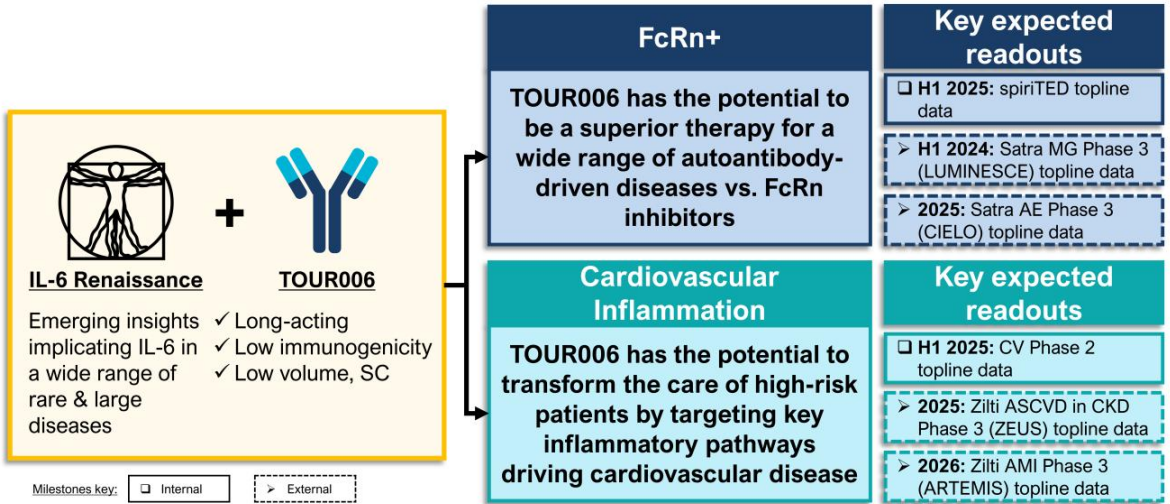 IL-6 Renaissance
Emerging insights
implicating IL-6 in
a wide range of
rare & large
diseases
+
TOUR006
✓ Long-acting
✓ Low immunogenicity
✓ Low volume, SC
FcRn+
TOUR006 has the potential to
be a superior therapy for a
wide range of autoantibody-
driven diseases vs. FcRn
inhibitors
Key expected
readouts
❑ H1 2025: spiriTED topline
data
➢ H1 2024: Satra MG Phase 3
(LUMINESCE) topline data
➢ 2025: Satra AE Phase 3
(CIELO) topline data
Cardiovascular
Inflammation
TOUR006 has the potential to
transform the care of high-risk
patients by targeting key
inflammatory pathways
driving cardiovascular disease
Key expected
readouts
❑ H1 2025: CV Phase 2
topline data
➢ 2025: Zilti ASCVD in CKD
Phase 3 (ZEUS) topline data
➢ 2026: Zilti AMI Phase 3
(ARTEMIS) topline data
Milestones key: ❑ Internal ➢ External